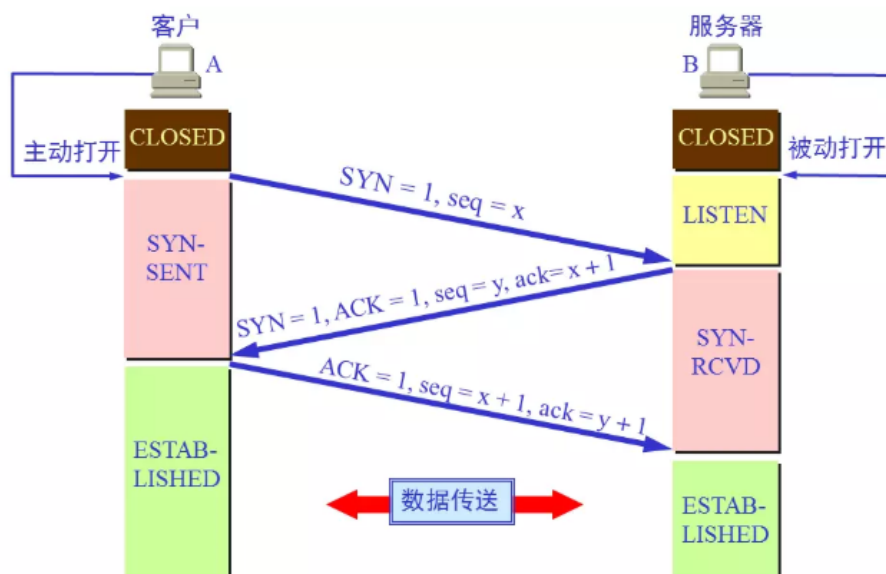 客户
服务器
A
B
CLOSED
CLOSED
主动打开
被动打开
SYN = 1, seq = x
LISTEN
SYN-
SENT
SYN = 1, ACK = 1, seq = y, ack= x + 1
SYN-
RCVD
ACK = 1, seq = x + 1, ack = y + 1
ESTAB-
LISHED
数据传送
ESTAB-
LISHED